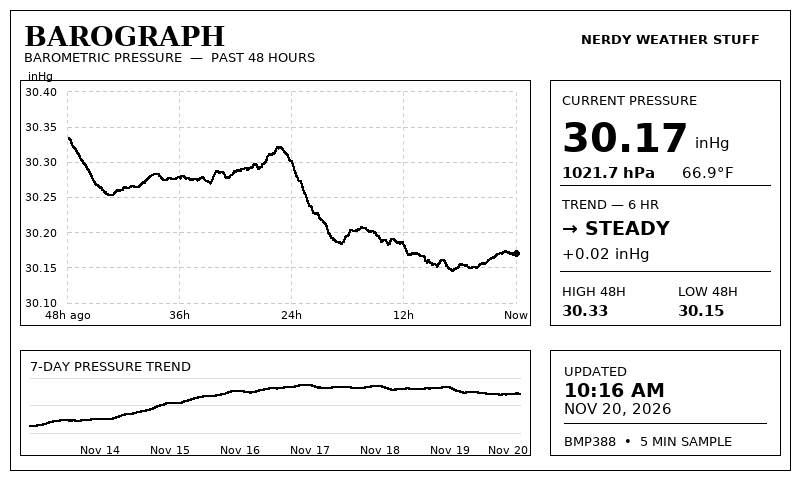 BAROGRAPH
BAROMETRIC PRESSURE — PAST 48 HOURS
NERDY WEATHER STUFF
inHg
30.40
30.35
30.30
30.25
30.20
30.15
30.10
48h ago 36h 24h 12h Now
CURRENT PRESSURE
30.17 inHg
1021.7 hPa 66.9°F
TREND — 6 HR
→ STEADY
+0.02 inHg
HIGH 48H LOW 48H
30.33 30.15
7-DAY PRESSURE TREND
Nov 14 Nov 15 Nov 16 Nov 17 Nov 18 Nov 19 Nov 20
UPDATED
10:16 AM
NOV 20, 2026
BMP388 • 5 MIN SAMPLE